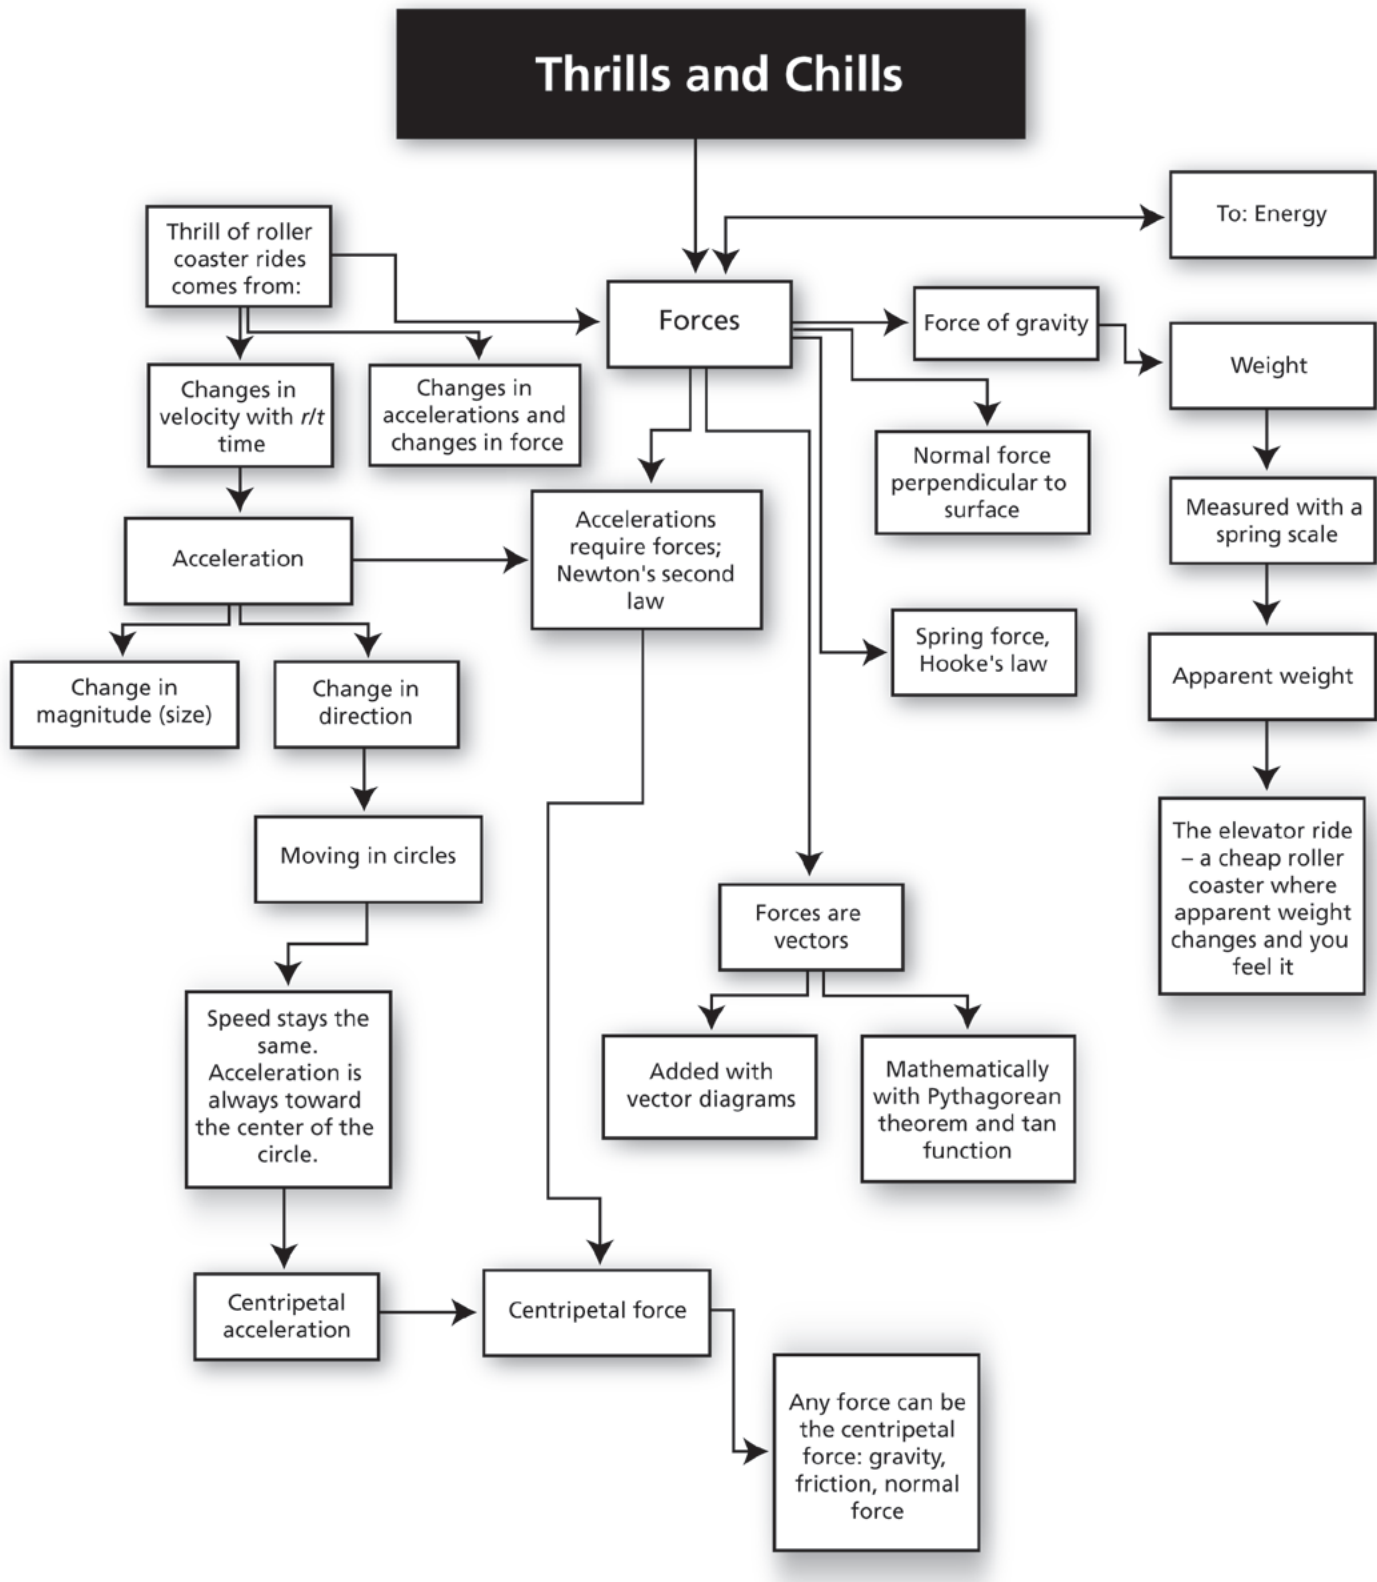 Thrills and Chills
To: Energy
Thrill of roller
coaster rides
comes from:
Forces
Force of gravity
Weight
Changes in
velocity with r/t
time
Changes in
accelerations and
changes in force
Normal force
perpendicular to
surface
Measured with a
spring scale
Acceleration
Accelerations
require forces;
Newton's second
law
Spring force,
Hooke's law
Apparent weight
Change in
magnitude (size)
Change in
direction
Moving in circles
The elevator ride
– a cheap roller
coaster where
apparent weight
changes and you
feel it
Forces are
vectors
Speed stays the
same.
Acceleration is
always toward
the center of the
circle.
Added with
vector diagrams
Mathematically
with Pythagorean
theorem and tan
function
Centripetal
acceleration
Centripetal force
Any force can be
the centripetal
force: gravity,
friction, normal
force